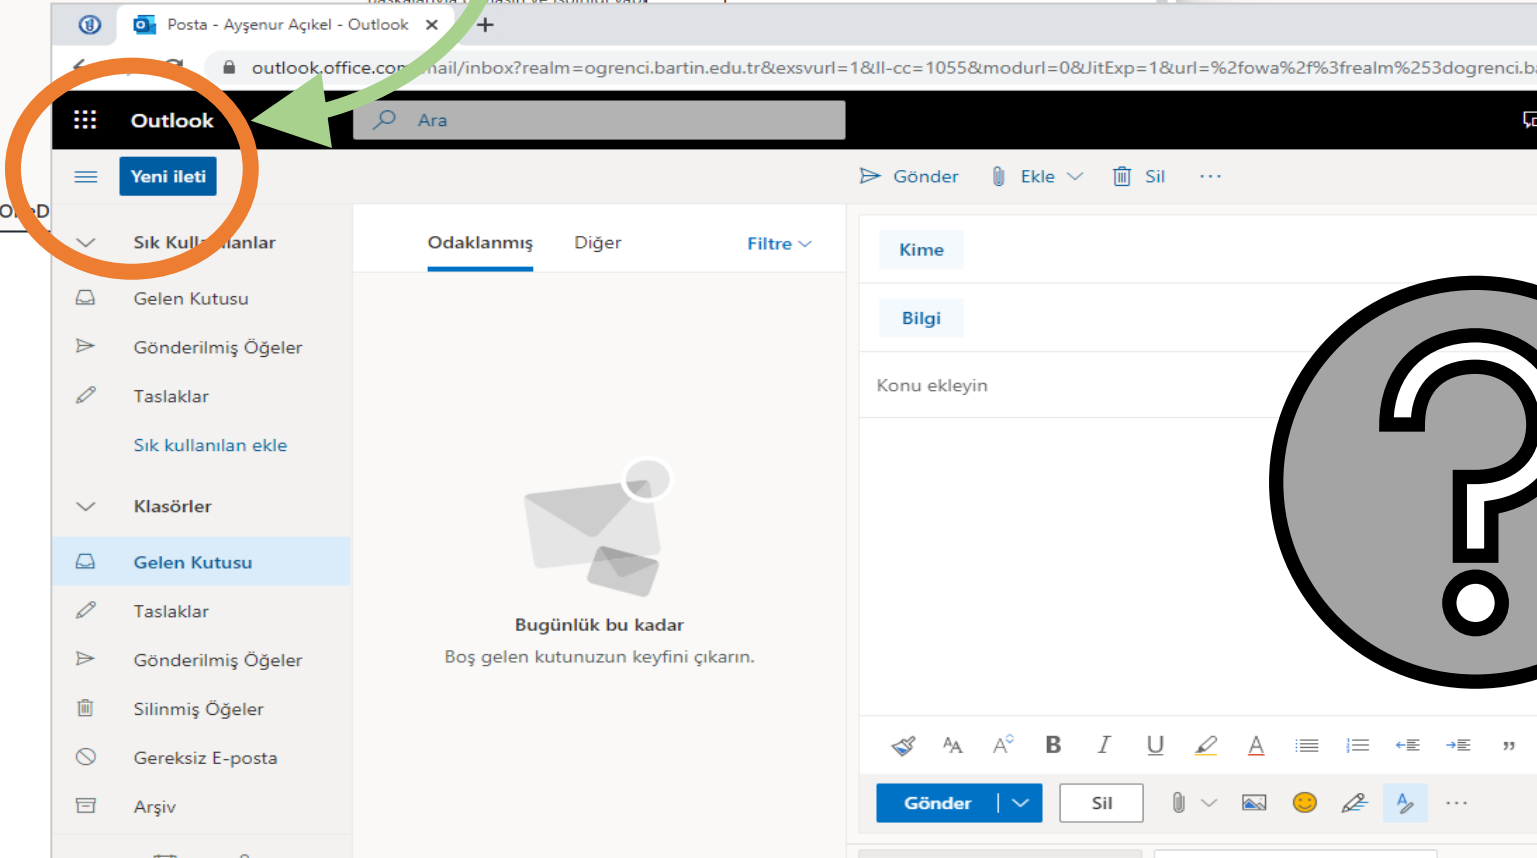 Posta - Ayşenur Açıkel - Outlook
outlook.office.com/mail/inbox?realm=ogrenci.bartin.edu.tr&exsvurl=1&ll-cc=1055&modurl=0&JitExp=1&url=%2fowa%2f%3frealm%253dogrenci.b
Outlook
Ara
Yeni ileti
Gönder Ekle Sil
Sık Kullanılanlar
Odaklanmış Diğer Filtre
Kime
Gelen Kutusu
Bilgi
Gönderilmiş Öğeler
Konu ekleyin
Taslaklar
Sık kullanılan ekle
Klasörler
Gelen Kutusu
Taslaklar
Bugünlük bu kadar
Boş gelen kutunuzun keyfini çıkarın.
Gönderilmiş Öğeler
Silinmiş Öğeler
Gereksiz E-posta
Arşiv
Gönder Sil
?